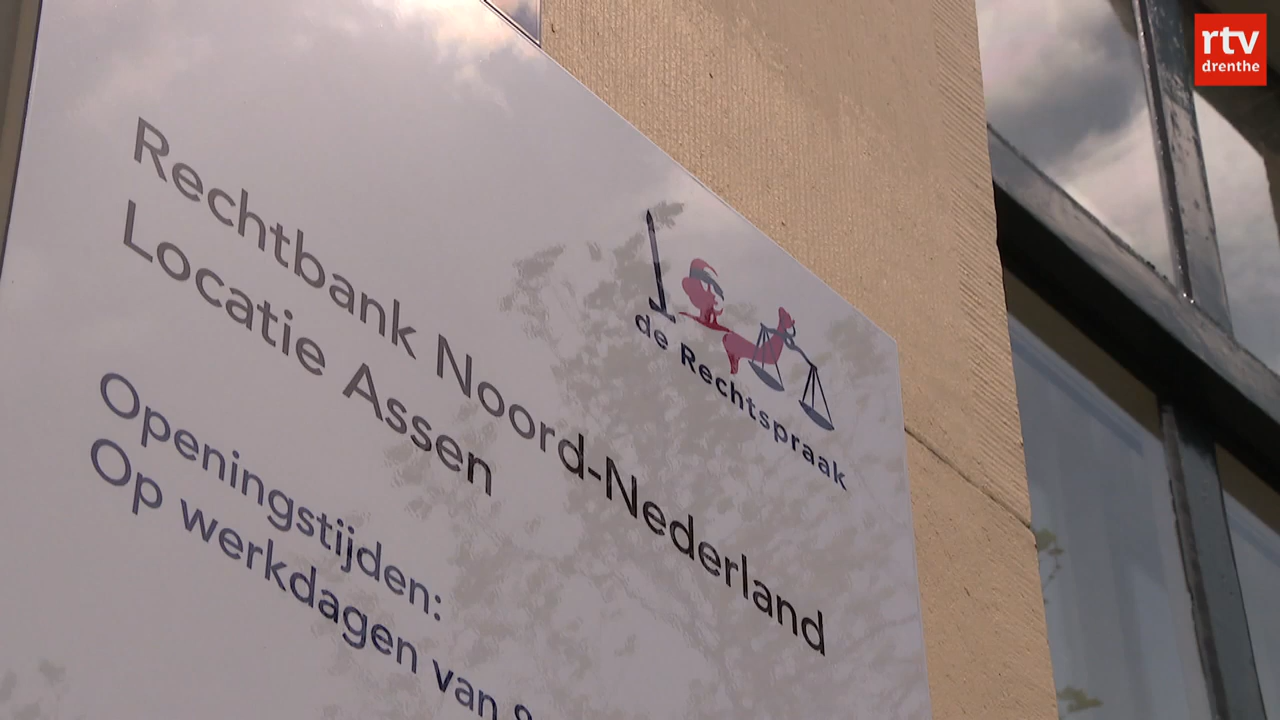 rtv
drenthe
de Rechtspraak
Rechtbank Noord-Nederland
Locatie Assen
Openingstijden:
Op werkdagen van